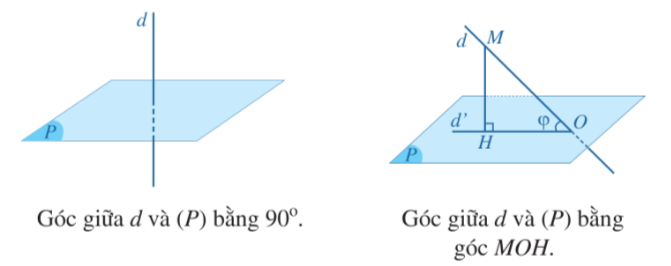 d
P
Góc giữa d và (P) bằng 90°.
d M
d' φ O
H
P
Góc giữa d và (P) bằng
góc MOH.